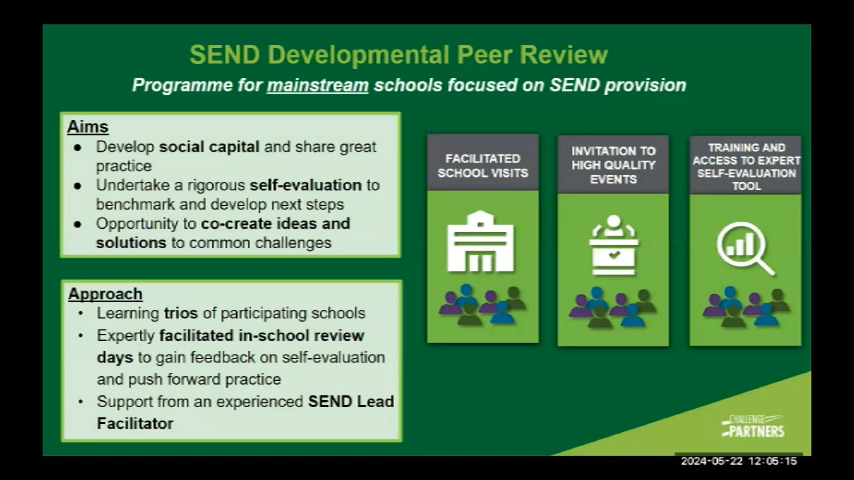 SEND Developmental Peer Review
Programme for mainstream schools focused on SEND provision
Aims
● Develop social capital and share great
practice
● Undertake a rigorous self-evaluation to
benchmark and develop next steps
● Opportunity to co-create ideas and
solutions to common challenges
Approach
• Learning trios of participating schools
• Expertly facilitated in-school review
days to gain feedback on self-evaluation
and push forward practice
• Support from an experienced SEND Lead
Facilitator
FACILITATED
SCHOOL VISITS
INVITATION TO
HIGH QUALITY
EVENTS
TRAINING AND
ACCESS TO EXPERT
SELF-EVALUATION
TOOL
CHALLENGE
PARTNERS
2024-05-22 12:05:15